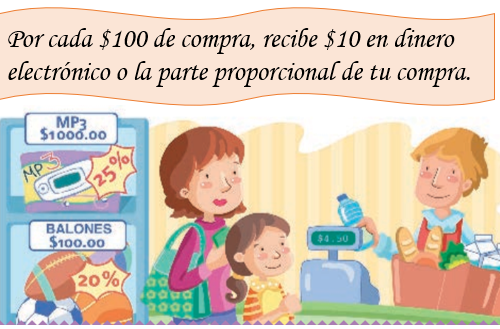 Por cada $100 de compra, recibe $10 en dinero
electrónico o la parte proporcional de tu compra.
MP3
$1000.00
MP3
25%
BALONES
$100.00
20%
$4.50